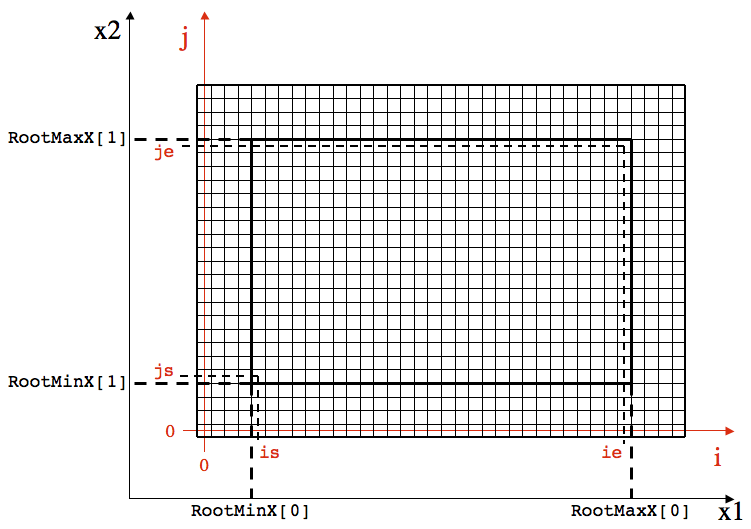 x2
j
RootMaxX[1]
je
js
RootMinX[1]
0
0
is
ie
i
RootMinX[0]
RootMaxX[0]
x1